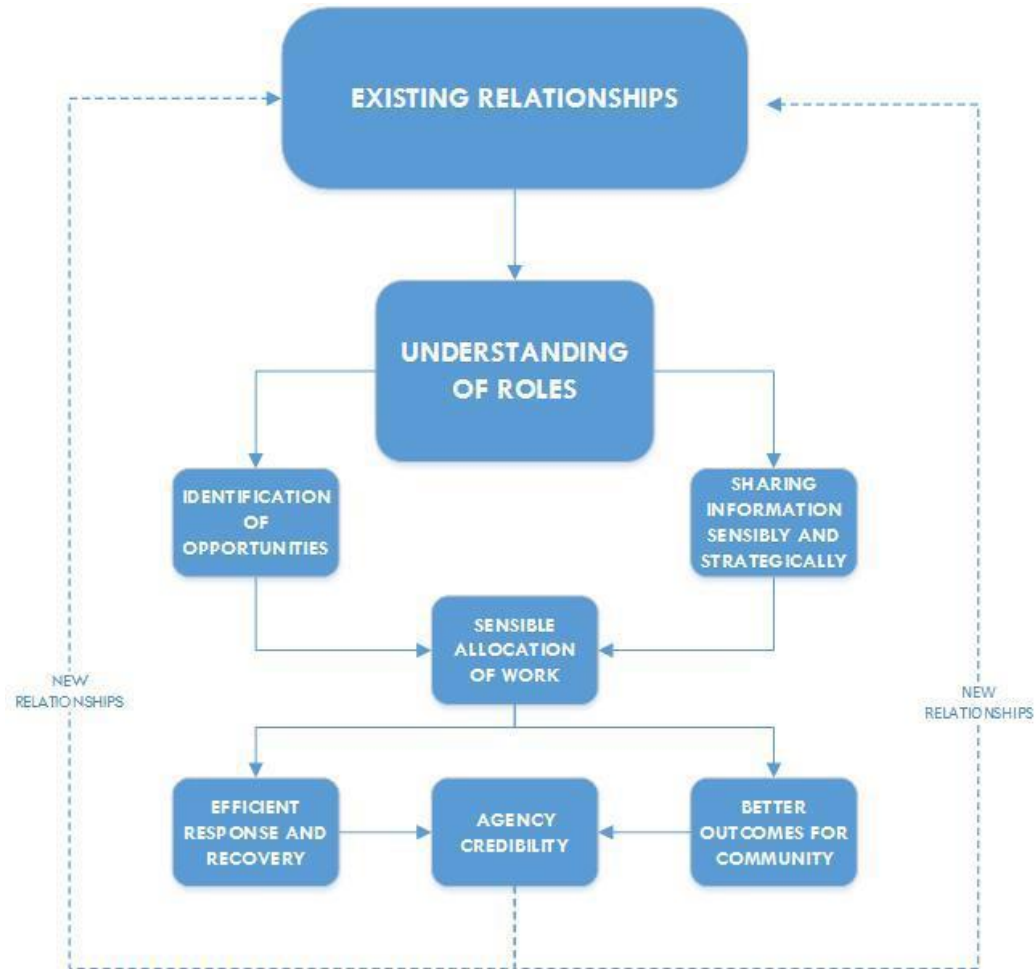 EXISTING RELATIONSHIPS
UNDERSTANDING
OF ROLES
IDENTIFICATION
OF
OPPORTUNITIES
SHARING
INFORMATION
SENSIBLY AND
STRATEGICALLY
SENSIBLE
ALLOCATION
OF WORK
NEW
RELATIONSHIPS
NEW
RELATIONSHIPS
EFFICIENT
RESPONSE AND
RECOVERY
AGENCY
CREDIBILITY
BETTER
OUTCOMES FOR
COMMUNITY